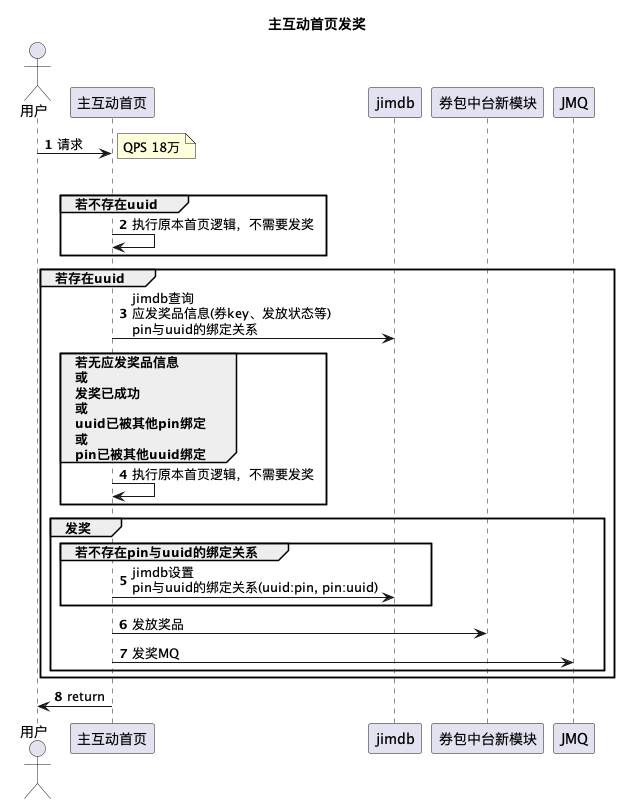 主互动首页发奖
用户
主互动首页
jimdb
券包中台新模块
JMQ
1 请求
QPS 18万
若不存在uuid
2 执行原本首页逻辑，不需要发奖
若存在uuid
jimdb查询
3 应发奖品信息(券key、发放状态等)
pin与uuid的绑定关系
若无应发奖品信息
或
发奖已成功
或
uuid已被其他pin绑定
或
pin已被其他uuid绑定
4 执行原本首页逻辑，不需要发奖
发奖
若不存在pin与uuid的绑定关系
5 jimdb设置
pin与uuid的绑定关系(uuid:pin, pin:uuid)
6 发放奖品
7 发奖MQ
8 return
用户
主互动首页
jimdb
券包中台新模块
JMQ